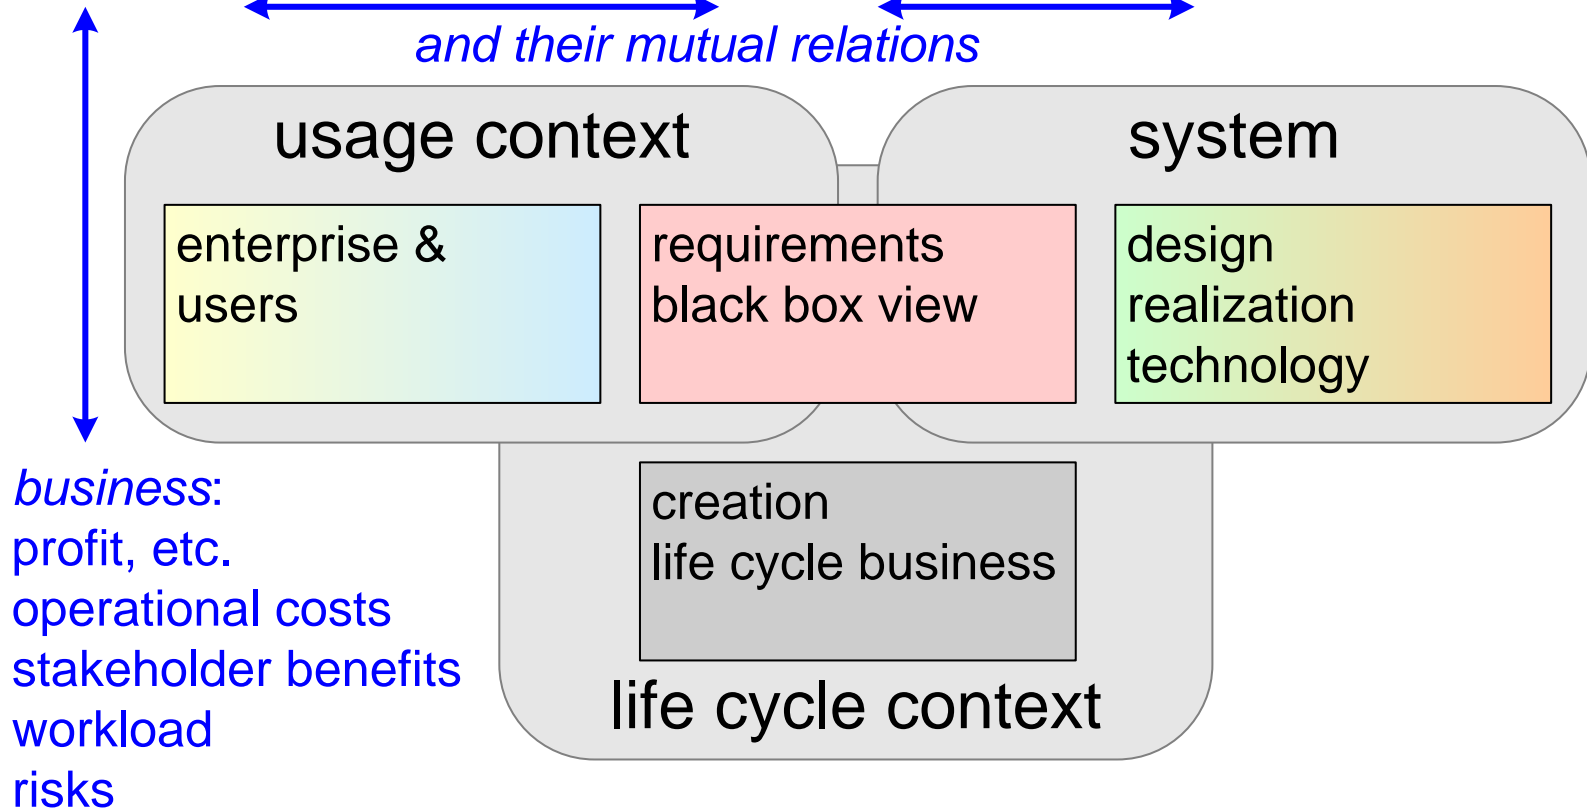 and their mutual relations
usage context
system
enterprise &
users
requirements
black box view
design
realization
technology
creation
life cycle business
life cycle context
business:
profit, etc.
operational costs
stakeholder benefits
workload
risks